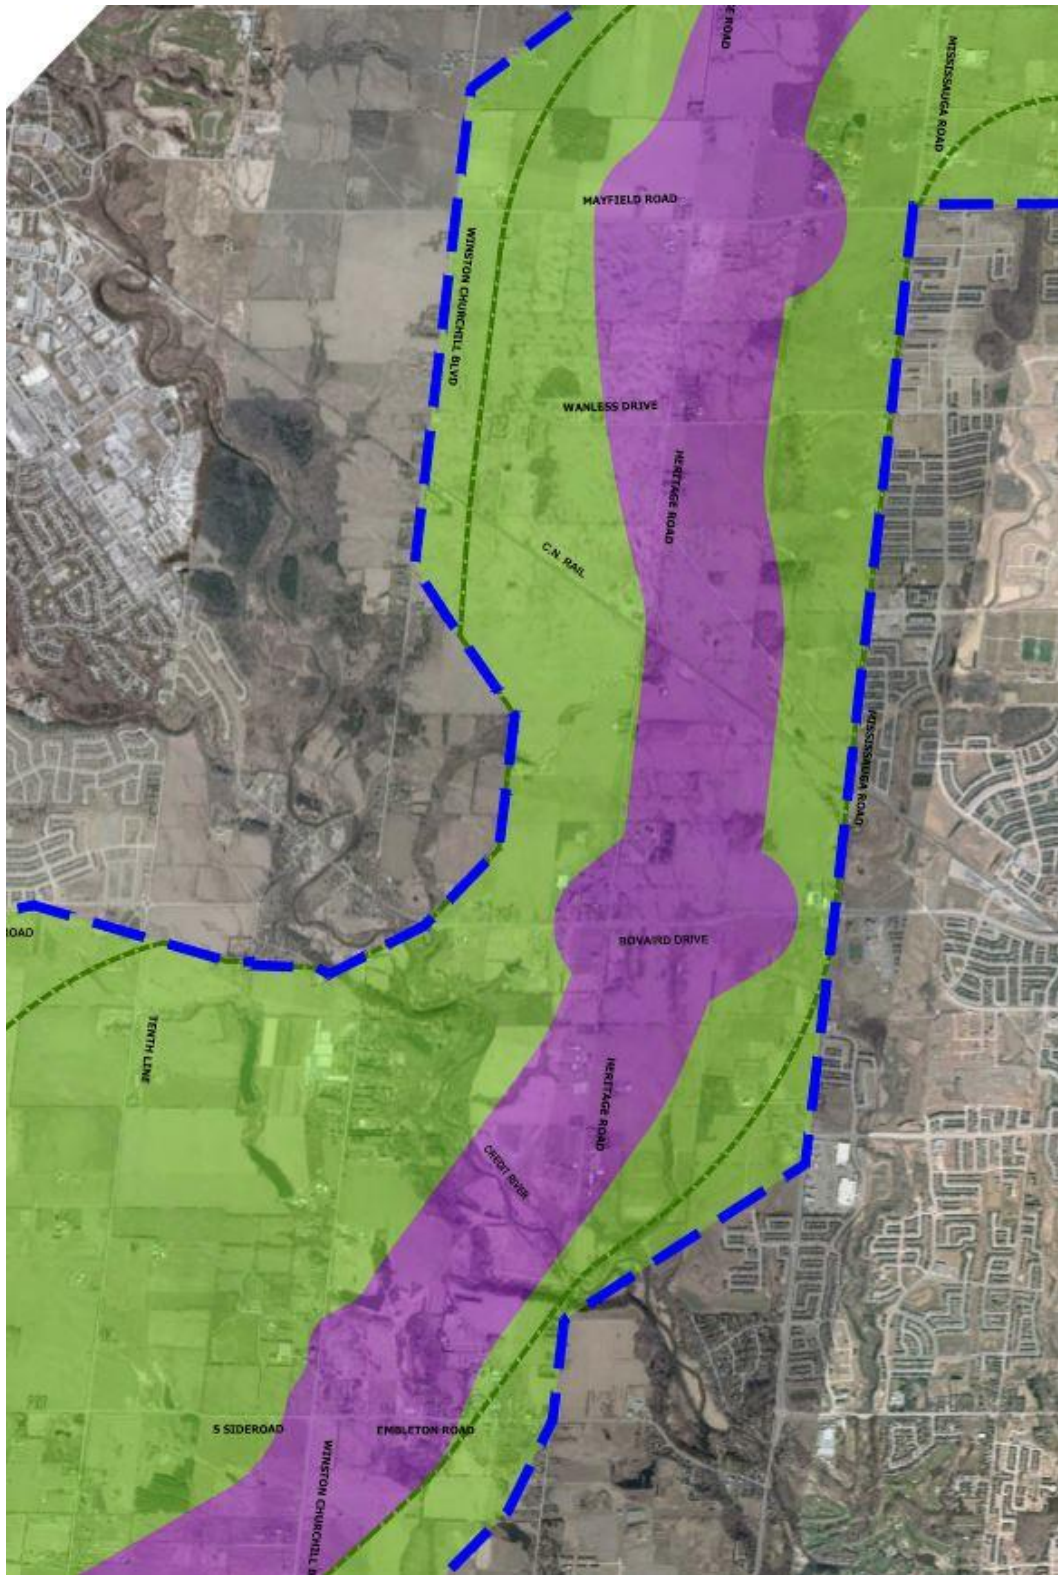 E ROAD
MISSISSAUGA ROAD
MAYFIELD ROAD
WINSTON CHURCHILL BLVD
WANLESS DRIVE
HERITAGE ROAD
C.N. RAIL
MISSISSAUGA ROAD
OAD
BOVAIRD DRIVE
TENTH LINE
HERITAGE ROAD
CREDIT RIVER
5 SIDEROAD
EMBLETON ROAD
WINSTON CHURCHILL B